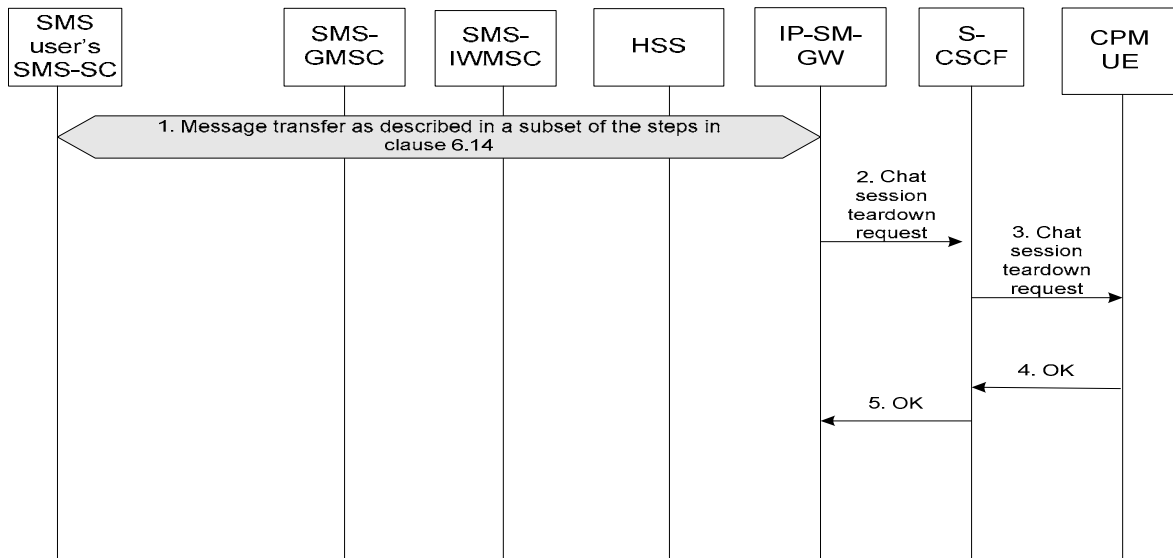 SMS
user's
SMS-SC
SMS-
GMSC
SMS-
IWMSC
HSS
IP-SM-
GW
S-
CSCF
CPM
UE
1. Message transfer as described in a subset of the steps in
clause 6.14
2. Chat
session
teardown
request
3. Chat
session
teardown
request
4. OK
5. OK